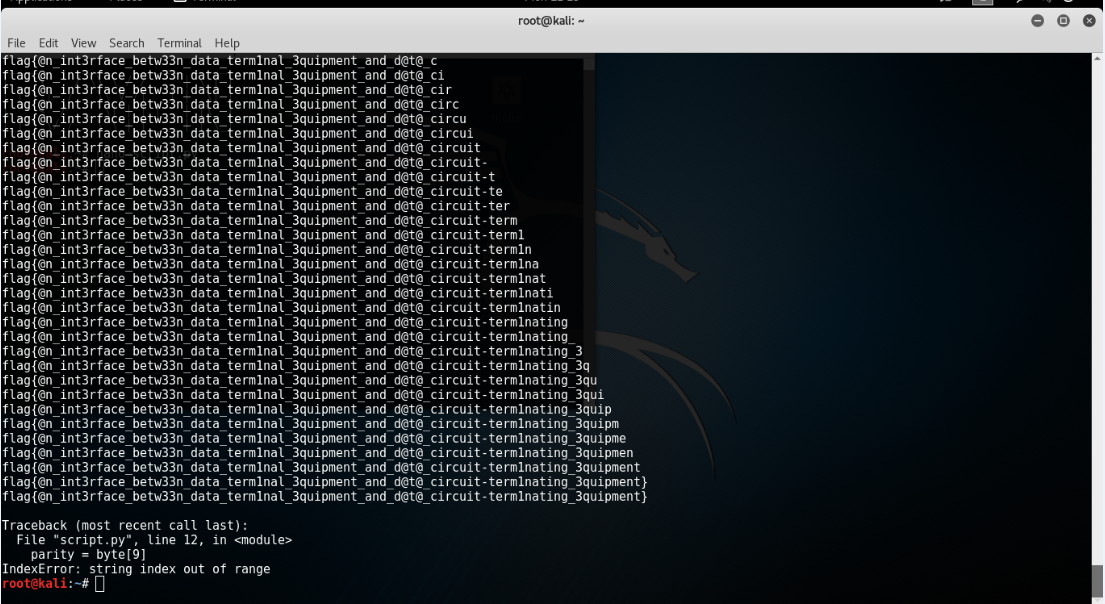 root@kali: ~
File Edit View Search Terminal Help
flag{@n_int3rface_betw33n_data_term1nal_3quipment_and_d@t@_c
flag{@n_int3rface_betw33n_data_term1nal_3quipment_and_d@t@_ci
flag{@n_int3rface_betw33n_data_term1nal_3quipment_and_d@t@_cir
flag{@n_int3rface_betw33n_data_term1nal_3quipment_and_d@t@_circ
flag{@n_int3rface_betw33n_data_term1nal_3quipment_and_d@t@_circu
flag{@n_int3rface_betw33n_data_term1nal_3quipment_and_d@t@_circui
flag{@n_int3rface_betw33n_data_term1nal_3quipment_and_d@t@_circuit
flag{@n_int3rface_betw33n_data_term1nal_3quipment_and_d@t@_circuit-
flag{@n_int3rface_betw33n_data_term1nal_3quipment_and_d@t@_circuit-t
flag{@n_int3rface_betw33n_data_term1nal_3quipment_and_d@t@_circuit-te
flag{@n_int3rface_betw33n_data_term1nal_3quipment_and_d@t@_circuit-ter
flag{@n_int3rface_betw33n_data_term1nal_3quipment_and_d@t@_circuit-term
flag{@n_int3rface_betw33n_data_term1nal_3quipment_and_d@t@_circuit-term1
flag{@n_int3rface_betw33n_data_term1nal_3quipment_and_d@t@_circuit-term1n
flag{@n_int3rface_betw33n_data_term1nal_3quipment_and_d@t@_circuit-term1na
flag{@n_int3rface_betw33n_data_term1nal_3quipment_and_d@t@_circuit-term1nat
flag{@n_int3rface_betw33n_data_term1nal_3quipment_and_d@t@_circuit-term1nati
flag{@n_int3rface_betw33n_data_term1nal_3quipment_and_d@t@_circuit-term1natin
flag{@n_int3rface_betw33n_data_term1nal_3quipment_and_d@t@_circuit-term1nating
flag{@n_int3rface_betw33n_data_term1nal_3quipment_and_d@t@_circuit-term1nating_
flag{@n_int3rface_betw33n_data_term1nal_3quipment_and_d@t@_circuit-term1nating_3
flag{@n_int3rface_betw33n_data_term1nal_3quipment_and_d@t@_circuit-term1nating_3q
flag{@n_int3rface_betw33n_data_term1nal_3quipment_and_d@t@_circuit-term1nating_3qu
flag{@n_int3rface_betw33n_data_term1nal_3quipment_and_d@t@_circuit-term1nating_3qui
flag{@n_int3rface_betw33n_data_term1nal_3quipment_and_d@t@_circuit-term1nating_3quip
flag{@n_int3rface_betw33n_data_term1nal_3quipment_and_d@t@_circuit-term1nating_3quipm
flag{@n_int3rface_betw33n_data_term1nal_3quipment_and_d@t@_circuit-term1nating_3quipme
flag{@n_int3rface_betw33n_data_term1nal_3quipment_and_d@t@_circuit-term1nating_3quipmen
flag{@n_int3rface_betw33n_data_term1nal_3quipment_and_d@t@_circuit-term1nating_3quipment
flag{@n_int3rface_betw33n_data_term1nal_3quipment_and_d@t@_circuit-term1nating_3quipment}
flag{@n_int3rface_betw33n_data_term1nal_3quipment_and_d@t@_circuit-term1nating_3quipment}
Traceback (most recent call last):
File "script.py", line 12, in <module>
parity = byte[9]
IndexError: string index out of range
root@kali:~#